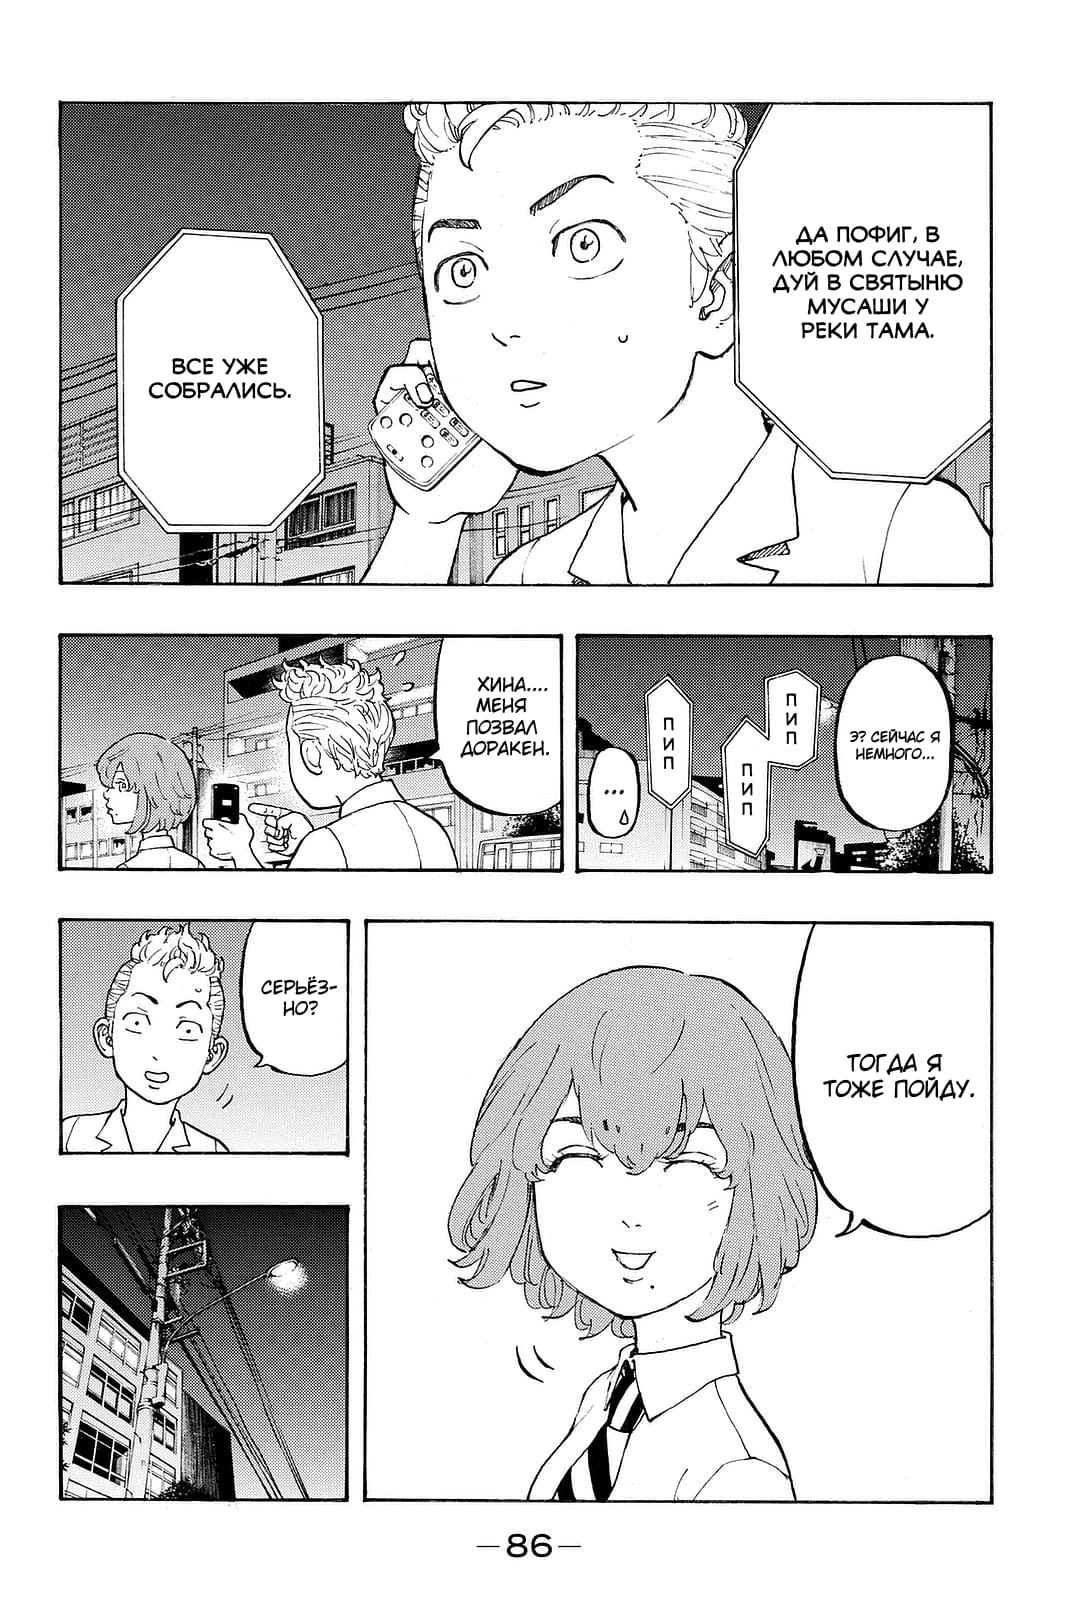 ДА ПОФИГ, В
ЛЮБОМ СЛУЧАЕ,
ДУЙ В СВЯТЫНЮ
МУСАШИ У
РЕКИ ТАМА.
ВСЕ УЖЕ
СОБРАЛИСЬ.
Э? СЕЙЧАС Я
НЕМНОГО...
ПИП
ПИП
ПИП
...
ХИНА....
МЕНЯ
ПОЗВАЛ
ДОРАКЕН.
ТОГДА Я
ТОЖЕ ПОЙДУ.
СЕРЬЁЗ-
НО?
—86—